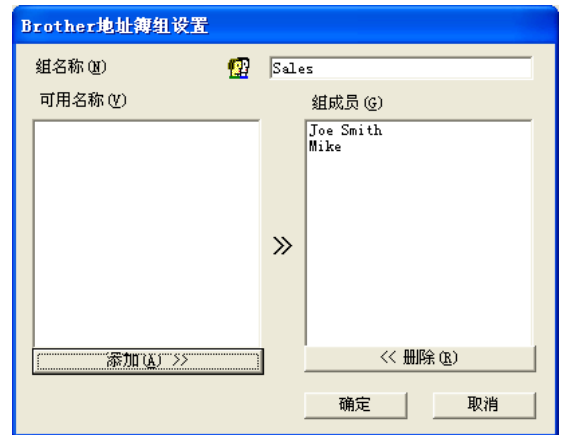 Brother地址簿组设置
组名称(N)
Sales
可用名称(V)
组成员(G)
Joe Smith
Mike
>>
添加(A) >>
<< 删除(R)
确定
取消